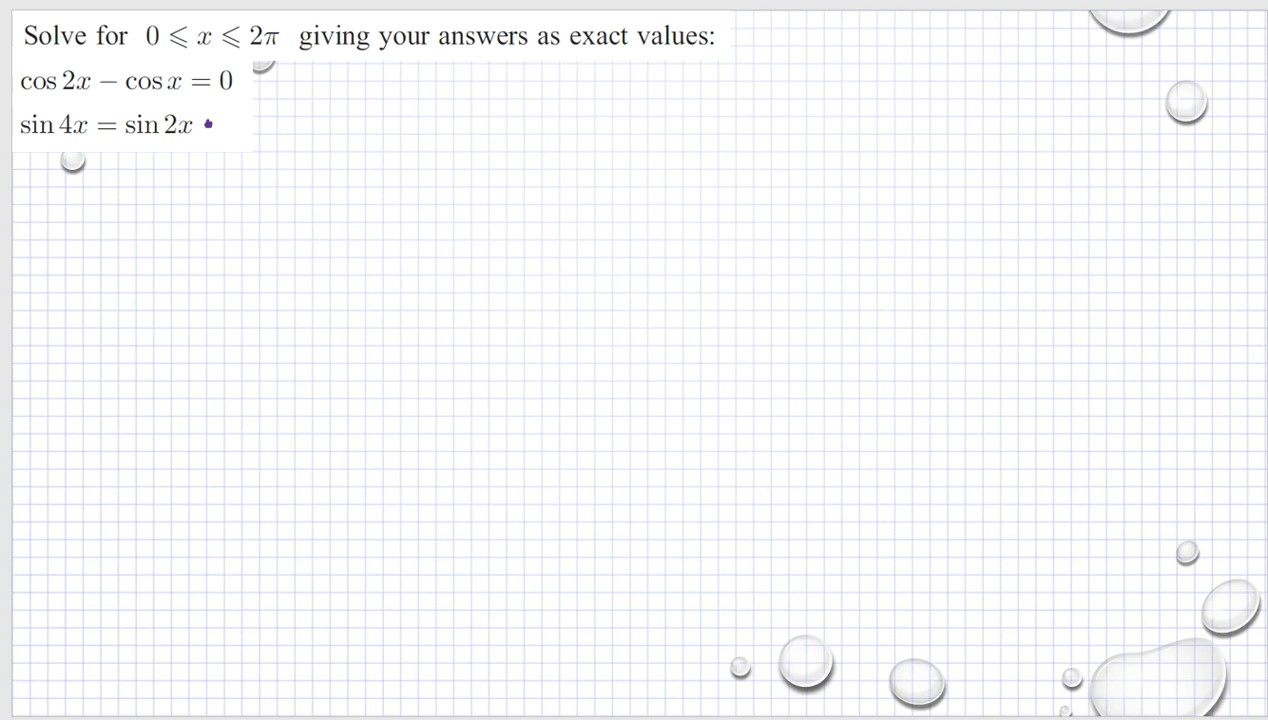 Solve for 0 ⩽ x ⩽ 2π giving your answers as exact values:
cos 2x − cos x = 0
sin 4x = sin 2x